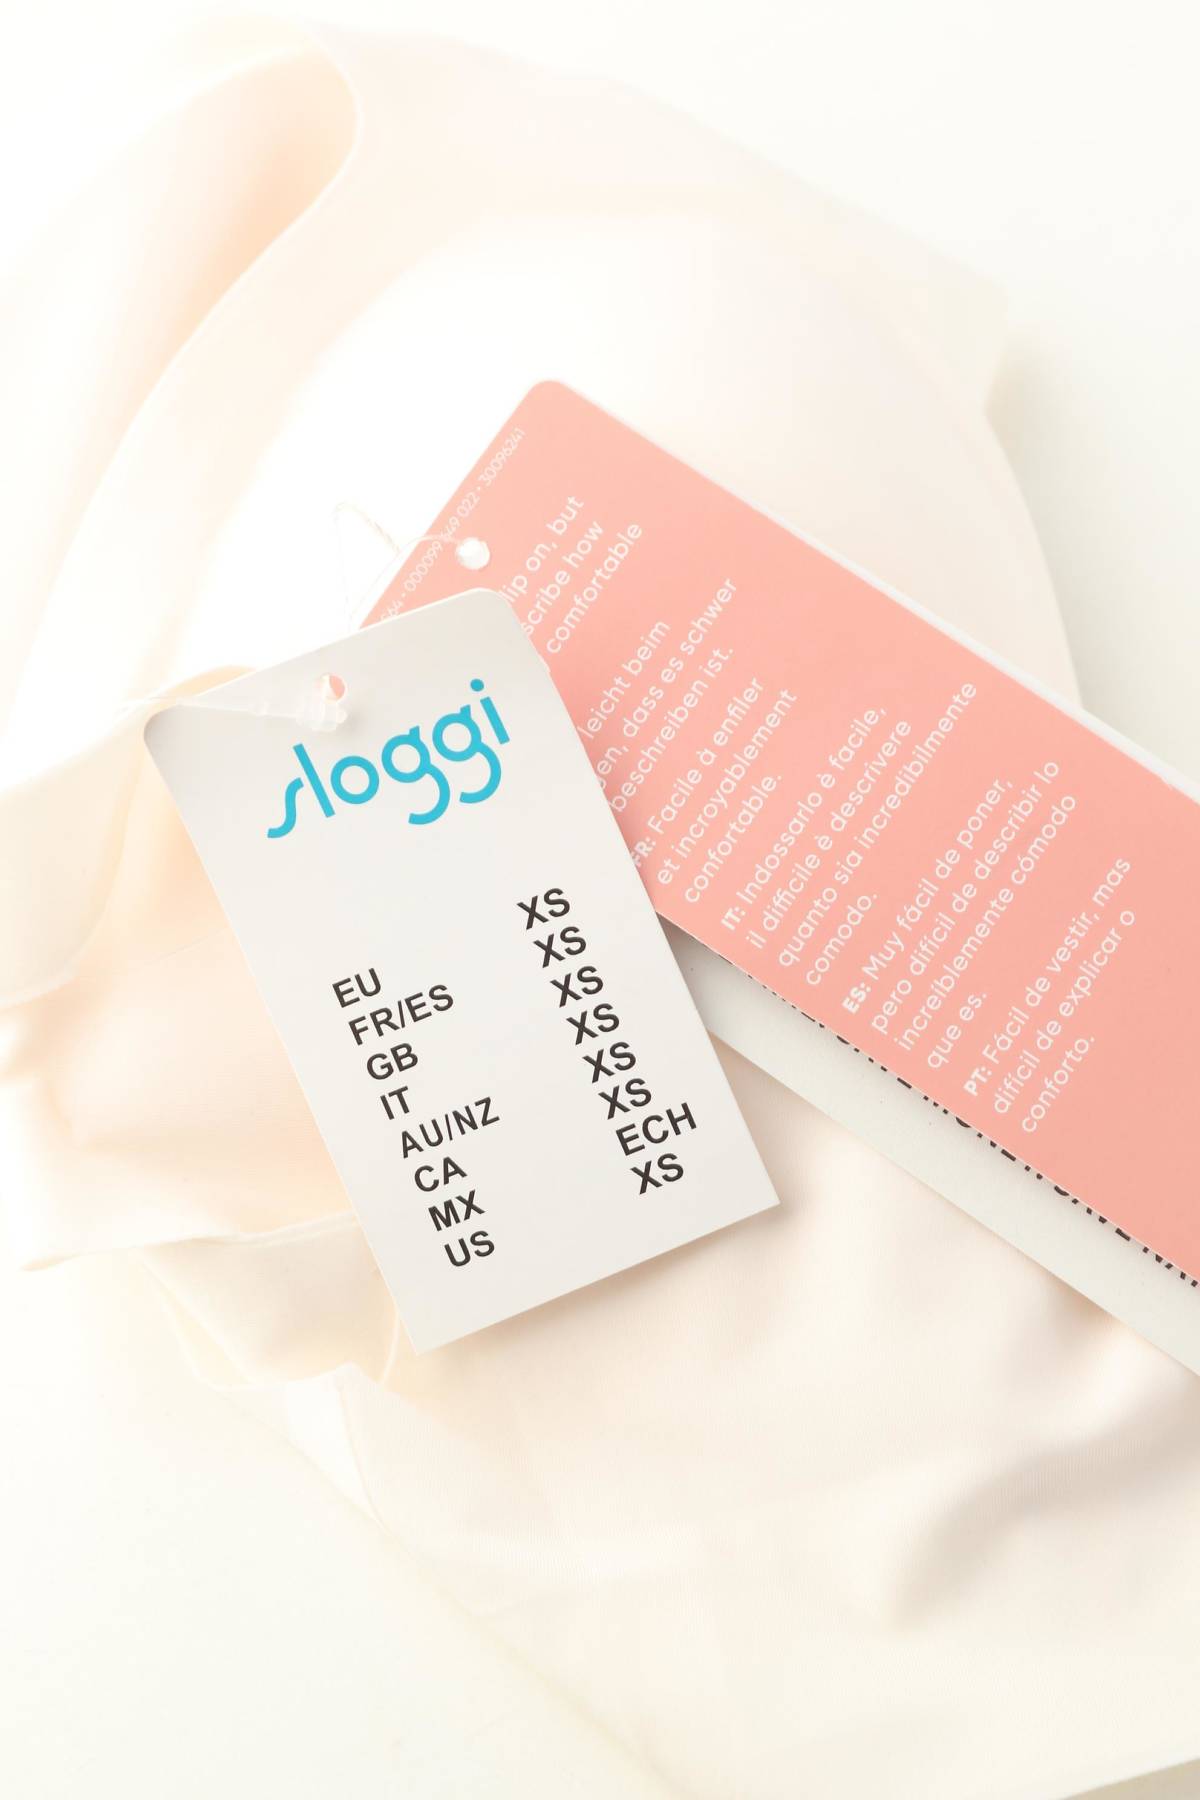 sloggi
EU XS
FR/ES XS
GB XS
IT XS
AU/NZ XS
CA XS
MX ECH
US XS
022 • 30096241
on, but
how
comfortable
leicht beim
dass es schwer
beschreiben ist.
FR: Facile à enfiler
et incroyablement
confortable.
IT: Indossarlo è facile,
il difficile è descrivere
quanto sia incredibilmente
comodo.
ES: Muy fácil de poner,
pero difícil de describir lo
increíblemente cómodo
que es.
PT: Fácil de vestir, mas
difícil de explicar o
conforto.